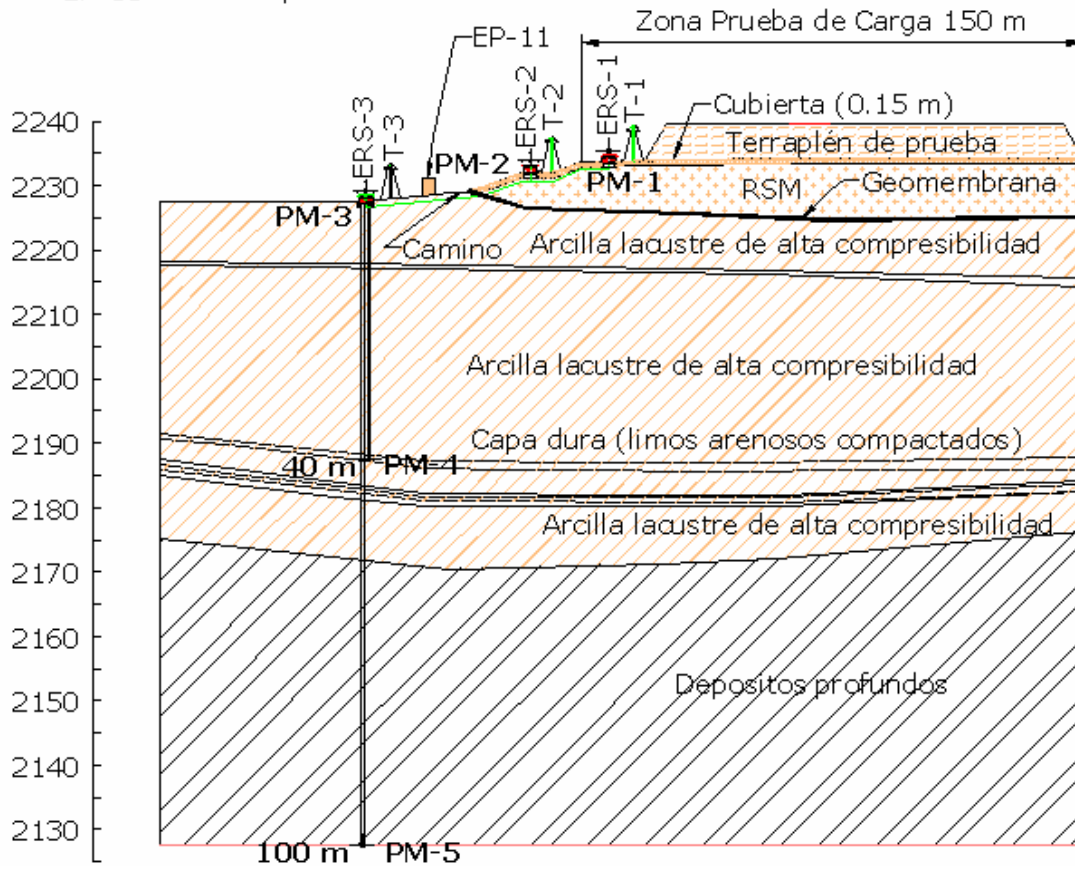 Zona Prueba de Carga 150 m
EP-11
ERS-3
T-3
ERS-2
T-2
ERS-1
T-1
Cubierta (0.15 m)
Terraplén de prueba
PM-2
PM-1
RSM
Geomembrana
PM-3
Camino
Arcilla lacustre de alta compresibilidad
Arcilla lacustre de alta compresibilidad
Capa dura (limos arenosos compactados)
40 m
PM-4
Arcilla lacustre de alta compresibilidad
Depositos profundos
100 m
PM-5
2240
2230
2220
2210
2200
2190
2180
2170
2160
2150
2140
2130